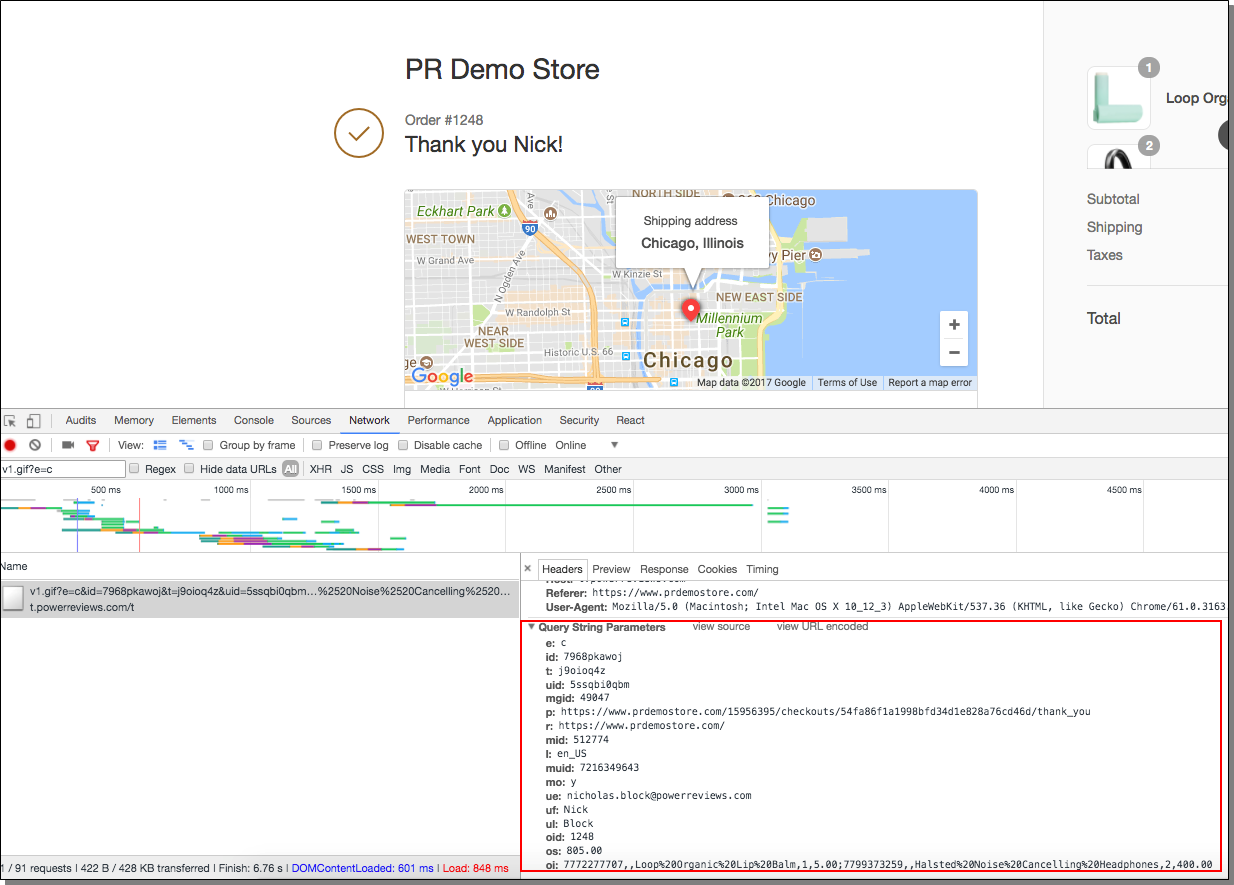 PR Demo Store
Order #1248
Thank you Nick!
1
Loop Orga
2
Subtotal
Shipping
Taxes
Total
NORTH SIDE
Chicago
Eckhart Park
Ave
St
90
WEST TOWN
W Grand Ave
N Ogden Ave
Shipping address
Chicago, Illinois
vy Pier
W Kinzie St
NEW EAST SIDE
W Randolph St
Millennium
Park
NEAR
WEST SIDE
Historic U.S. 66
Chicago
ge
Google
Map data ©2017 Google
Terms of Use
Report a map error
+
−
Audits Memory Elements Console Sources Network Performance Application Security React
View: Group by frame Preserve log Disable cache Offline Online
v1.gif?e=c Regex Hide data URLs All XHR JS CSS Img Media Font Doc WS Manifest Other
500 ms 1000 ms 1500 ms 2000 ms 2500 ms 3000 ms 3500 ms 4000 ms 4500 ms
Name
× Headers Preview Response Cookies Timing
v1.gif?e=c&id=7968pkawoj&t=j9oioq4z&uid=5ssqbi0qbm...%2520Noise%2520Cancelling%2520...
t.powerreviews.com/t
Referer: https://www.prdemostore.com/
User-Agent: Mozilla/5.0 (Macintosh; Intel Mac OS X 10_12_3) AppleWebKit/537.36 (KHTML, like Gecko) Chrome/61.0.3163
Query String Parameters view source view URL encoded
e: c
id: 7968pkawoj
t: j9oioq4z
uid: 5ssqbi0qbm
mgid: 49047
p: https://www.prdemostore.com/15956395/checkouts/54fa86f1a1998bfd34d1e828a76cd46d/thank_you
r: https://www.prdemostore.com/
mid: 512774
l: en_US
muid: 7216349643
mo: y
ue: nicholas.block@powerreviews.com
uf: Nick
ul: Block
oid: 1248
os: 805.00
oi: 7772277707,,Loop%20Organic%20Lip%20Balm,1,5.00;7799373259,,Halsted%20Noise%20Cancelling%20Headphones,2,400.00
1 / 91 requests | 422 B / 428 KB transferred | Finish: 6.76 s | DOMContentLoaded: 601 ms | Load: 848 ms